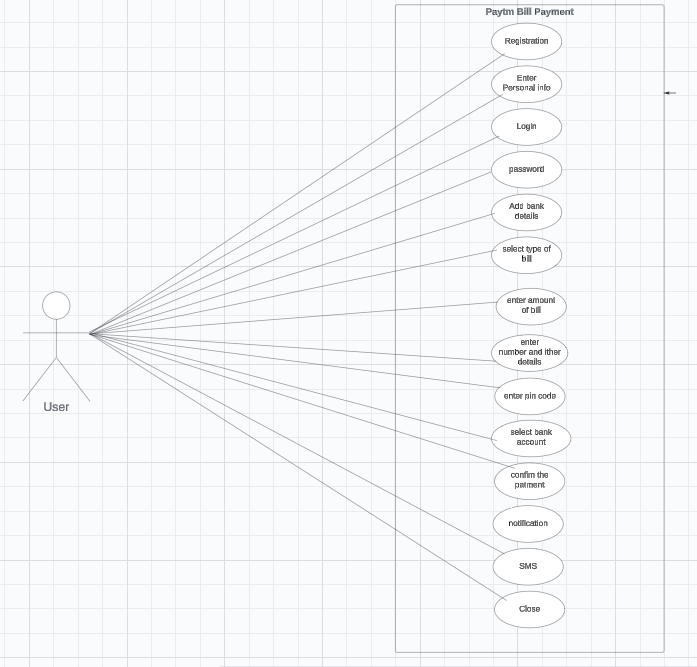 Paytm Bill Payment
Registration
Enter
Personal info
Login
password
Add bank
details
select type of
bill
enter amount
of bill
enter
number and ither
details
enter pin code
select bank
account
confirm the
patment
notification
SMS
Close
User